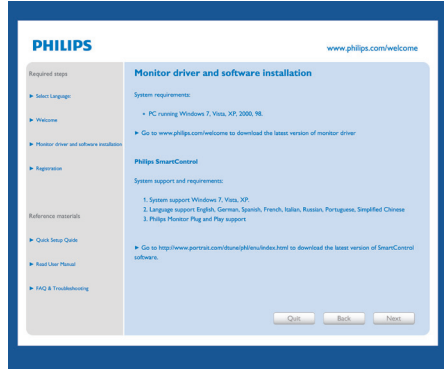 PHILIPS
www.philips.com/welcome
Required steps
Select Language
Welcome
Monitor driver and software installation
Registration
Reference materials
Quick Setup Guide
Read User Manual
FAQ & Troubleshooting
Monitor driver and software installation
System requirements:
• PC running Windows 7, Vista, XP, 2000, 98.
Go to www.philips.com/welcome to download the latest version of monitor driver
Philips SmartControl
System support and requirements:
1. System support Windows 7, Vista, XP.
2. Language support English, German, Spanish, French, Italian, Russian, Portuguese, Simplified Chinese
3. Philips Monitor Plug and Play support
Go to http://www.portrait.com/dtune/phl/enu/index.html to download the latest version of SmartControl
software.
Quit Back Next